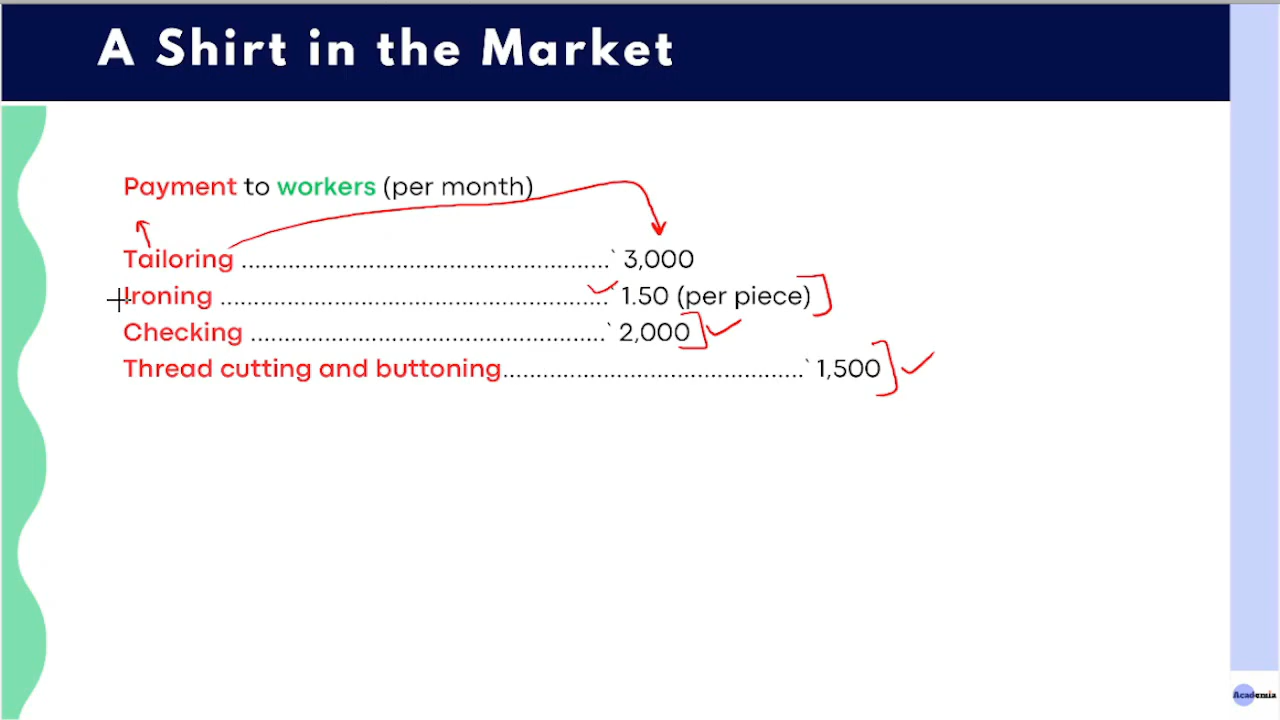 A Shirt in the Market
Payment to workers (per month)
Tailoring .......................................................` 3,000
Ironing ..........................................................` 1.50 (per piece)
Checking .....................................................` 2,000
Thread cutting and buttoning.............................................` 1,500
Academia